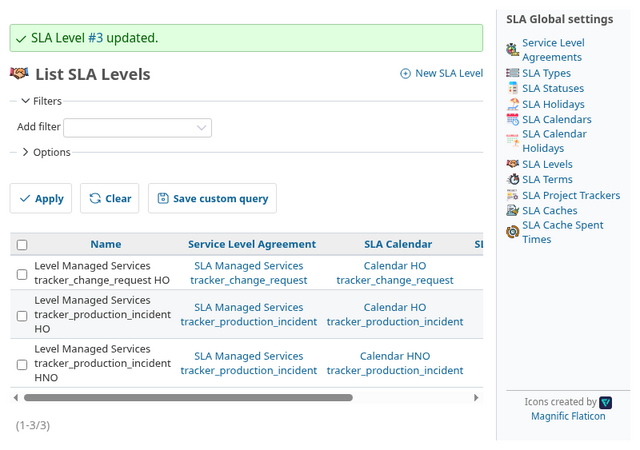 SLA Level #3 updated.
List SLA Levels
New SLA Level
Filters
Add filter
Options
Apply
Clear
Save custom query
Name
Service Level Agreement
SLA Calendar
Level Managed Services
tracker_change_request HO
SLA Managed Services
tracker_change_request
Calendar HO
tracker_change_request
Level Managed Services
tracker_production_incident
HO
SLA Managed Services
tracker_production_incident
Calendar HO
tracker_production_incident
Level Managed Services
tracker_production_incident
HNO
SLA Managed Services
tracker_production_incident
Calendar HNO
tracker_production_incident
(1-3/3)
SLA Global settings
Service Level
Agreements
SLA Types
SLA Statuses
SLA Holidays
SLA Calendars
SLA Calendar
Holidays
SLA Levels
SLA Terms
SLA Project Trackers
SLA Caches
SLA Cache Spent
Times
Icons created by
Magnific Flaticon